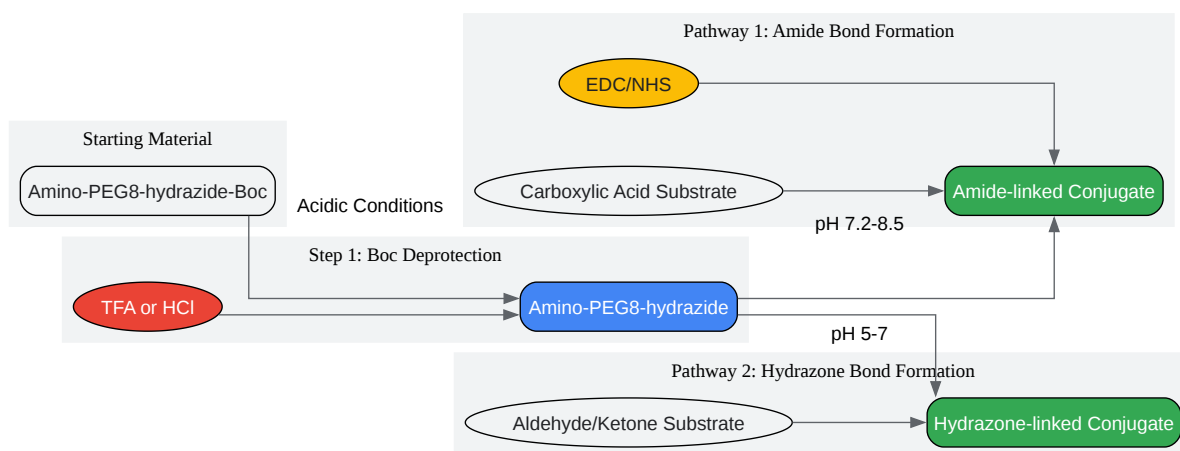 Pathway 1: Amide Bond Formation
EDC/NHS
Starting Material
Amino-PEG8-hydrazide-Boc
Carboxylic Acid Substrate
Amide-linked Conjugate
Acidic Conditions
pH 7.2-8.5
Step 1: Boc Deprotection
TFA or HCl
Amino-PEG8-hydrazide
pH 5-7
Pathway 2: Hydrazone Bond Formation
Aldehyde/Ketone Substrate
Hydrazone-linked Conjugate